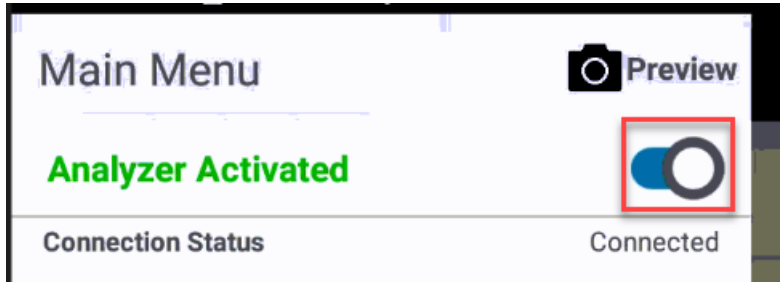 Main Menu
Preview
Analyzer Activated
Connection Status
Connected